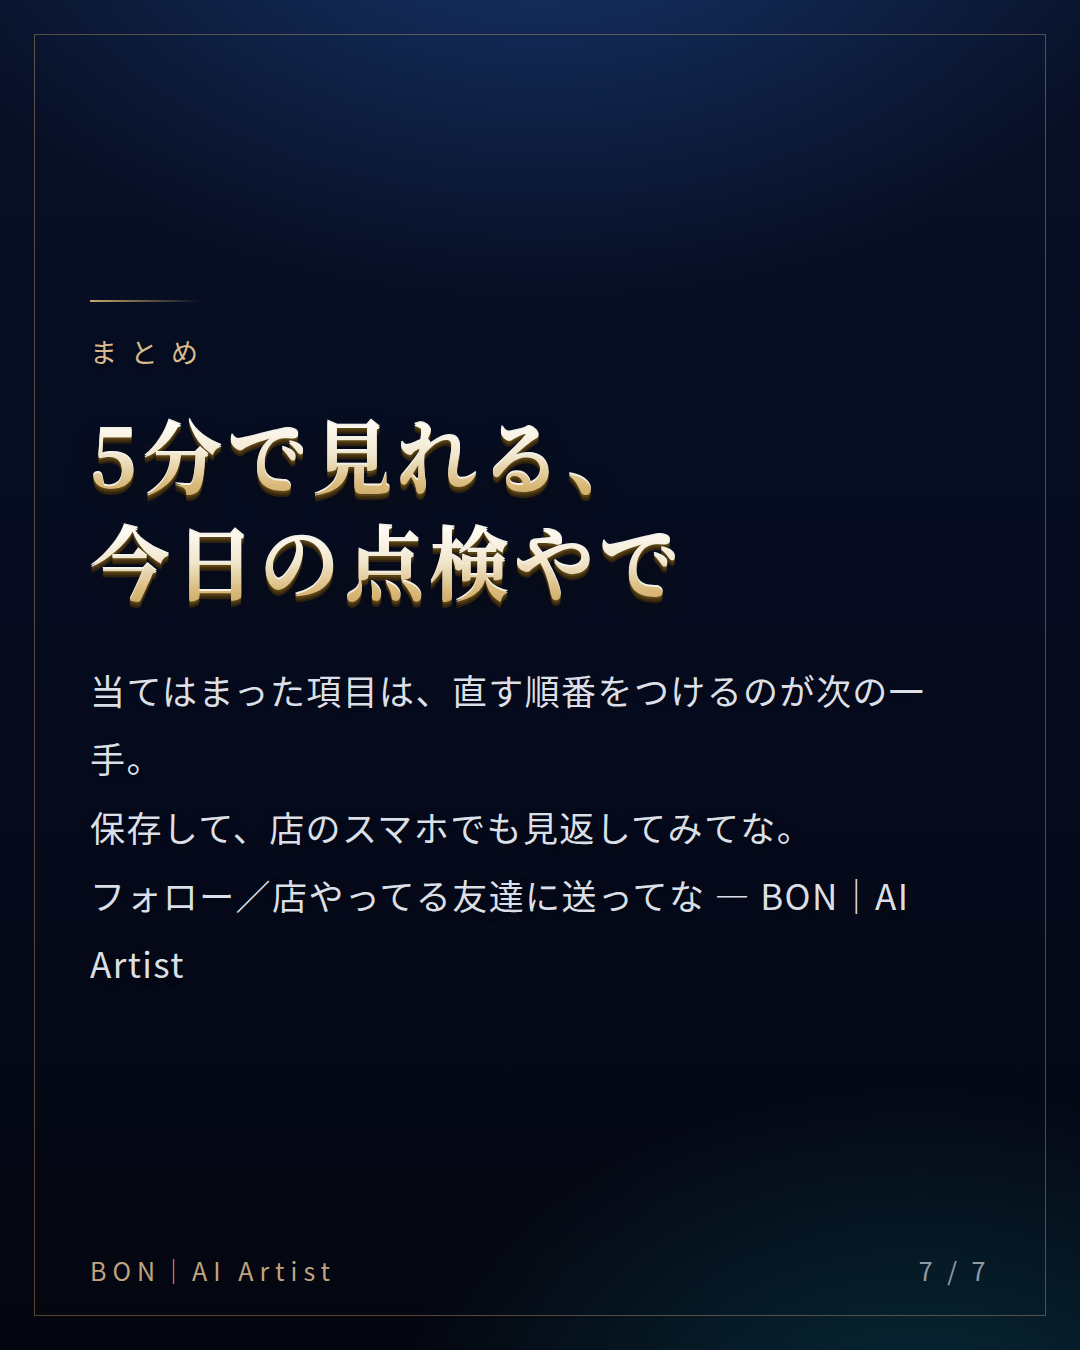 まとめ
5分で見れる、
今日の点検やで
当てはまった項目は、直す順番をつけるのが次の一
手。
保存して、店のスマホでも見返してみてな。
フォロー／店やってる友達に送ってな — BON｜AI
Artist
BON｜AI Artist
7 / 7